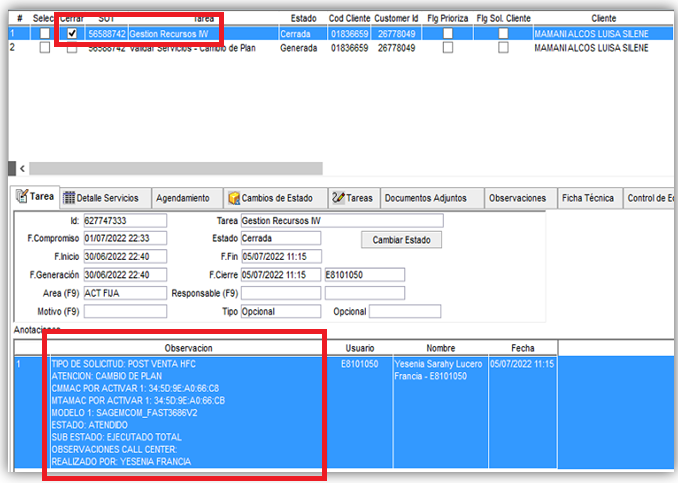 # Selec Cerrar SOT Tarea Estado Cod Cliente Customer Id Flg Prioriza Flg Sol. Cliente Cliente
1 56588742 Gestion Recursos IW Cerrada 01836659 26778049 MAMANI ALCOS LUISA SILENE
2 56588742 Validar Servicios - Cambio de Plan Generada 01836659 26778049 MAMANI ALCOS LUISA SILENE
Tarea Detalle Servicios Agendamiento Cambios de Estado Tareas Documentos Adjuntos Observaciones Ficha Técnica Control de Eq
Id: 627747333 Tarea Gestion Recursos IW
F.Compromiso 01/07/2022 22:33 Estado Cerrada Cambiar Estado
F.Inicio 30/06/2022 22:40 F.Fin 05/07/2022 11:15
F.Generación 30/06/2022 22:40 F.Cierre 05/07/2022 11:15 E8101050
Area (F9) ACT FUA Responsable (F9)
Motivo (F9) Tipo Opcional Opcional
Anotaciones
Observacion Usuario Nombre Fecha
1 TIPO DE SOLICITUD: POST VENTA HFC E8101050 Yesenia Sarahy Lucero 05/07/2022 11:15
ATENCION: CAMBIO DE PLAN Francia - E8101050
CMMAC POR ACTIVAR 1: 34:5D:9E:A0:66:C8
MTAMAC POR ACTIVAR 1: 34:5D:9E:A0:66:CB
MODELO 1: SAGEMCOM_FAST3686V2
ESTADO: ATENDIDO
SUB ESTADO: EJECUTADO TOTAL
OBSERVACIONES CALL CENTER:
REALIZADO POR: YESENIA FRANCIA